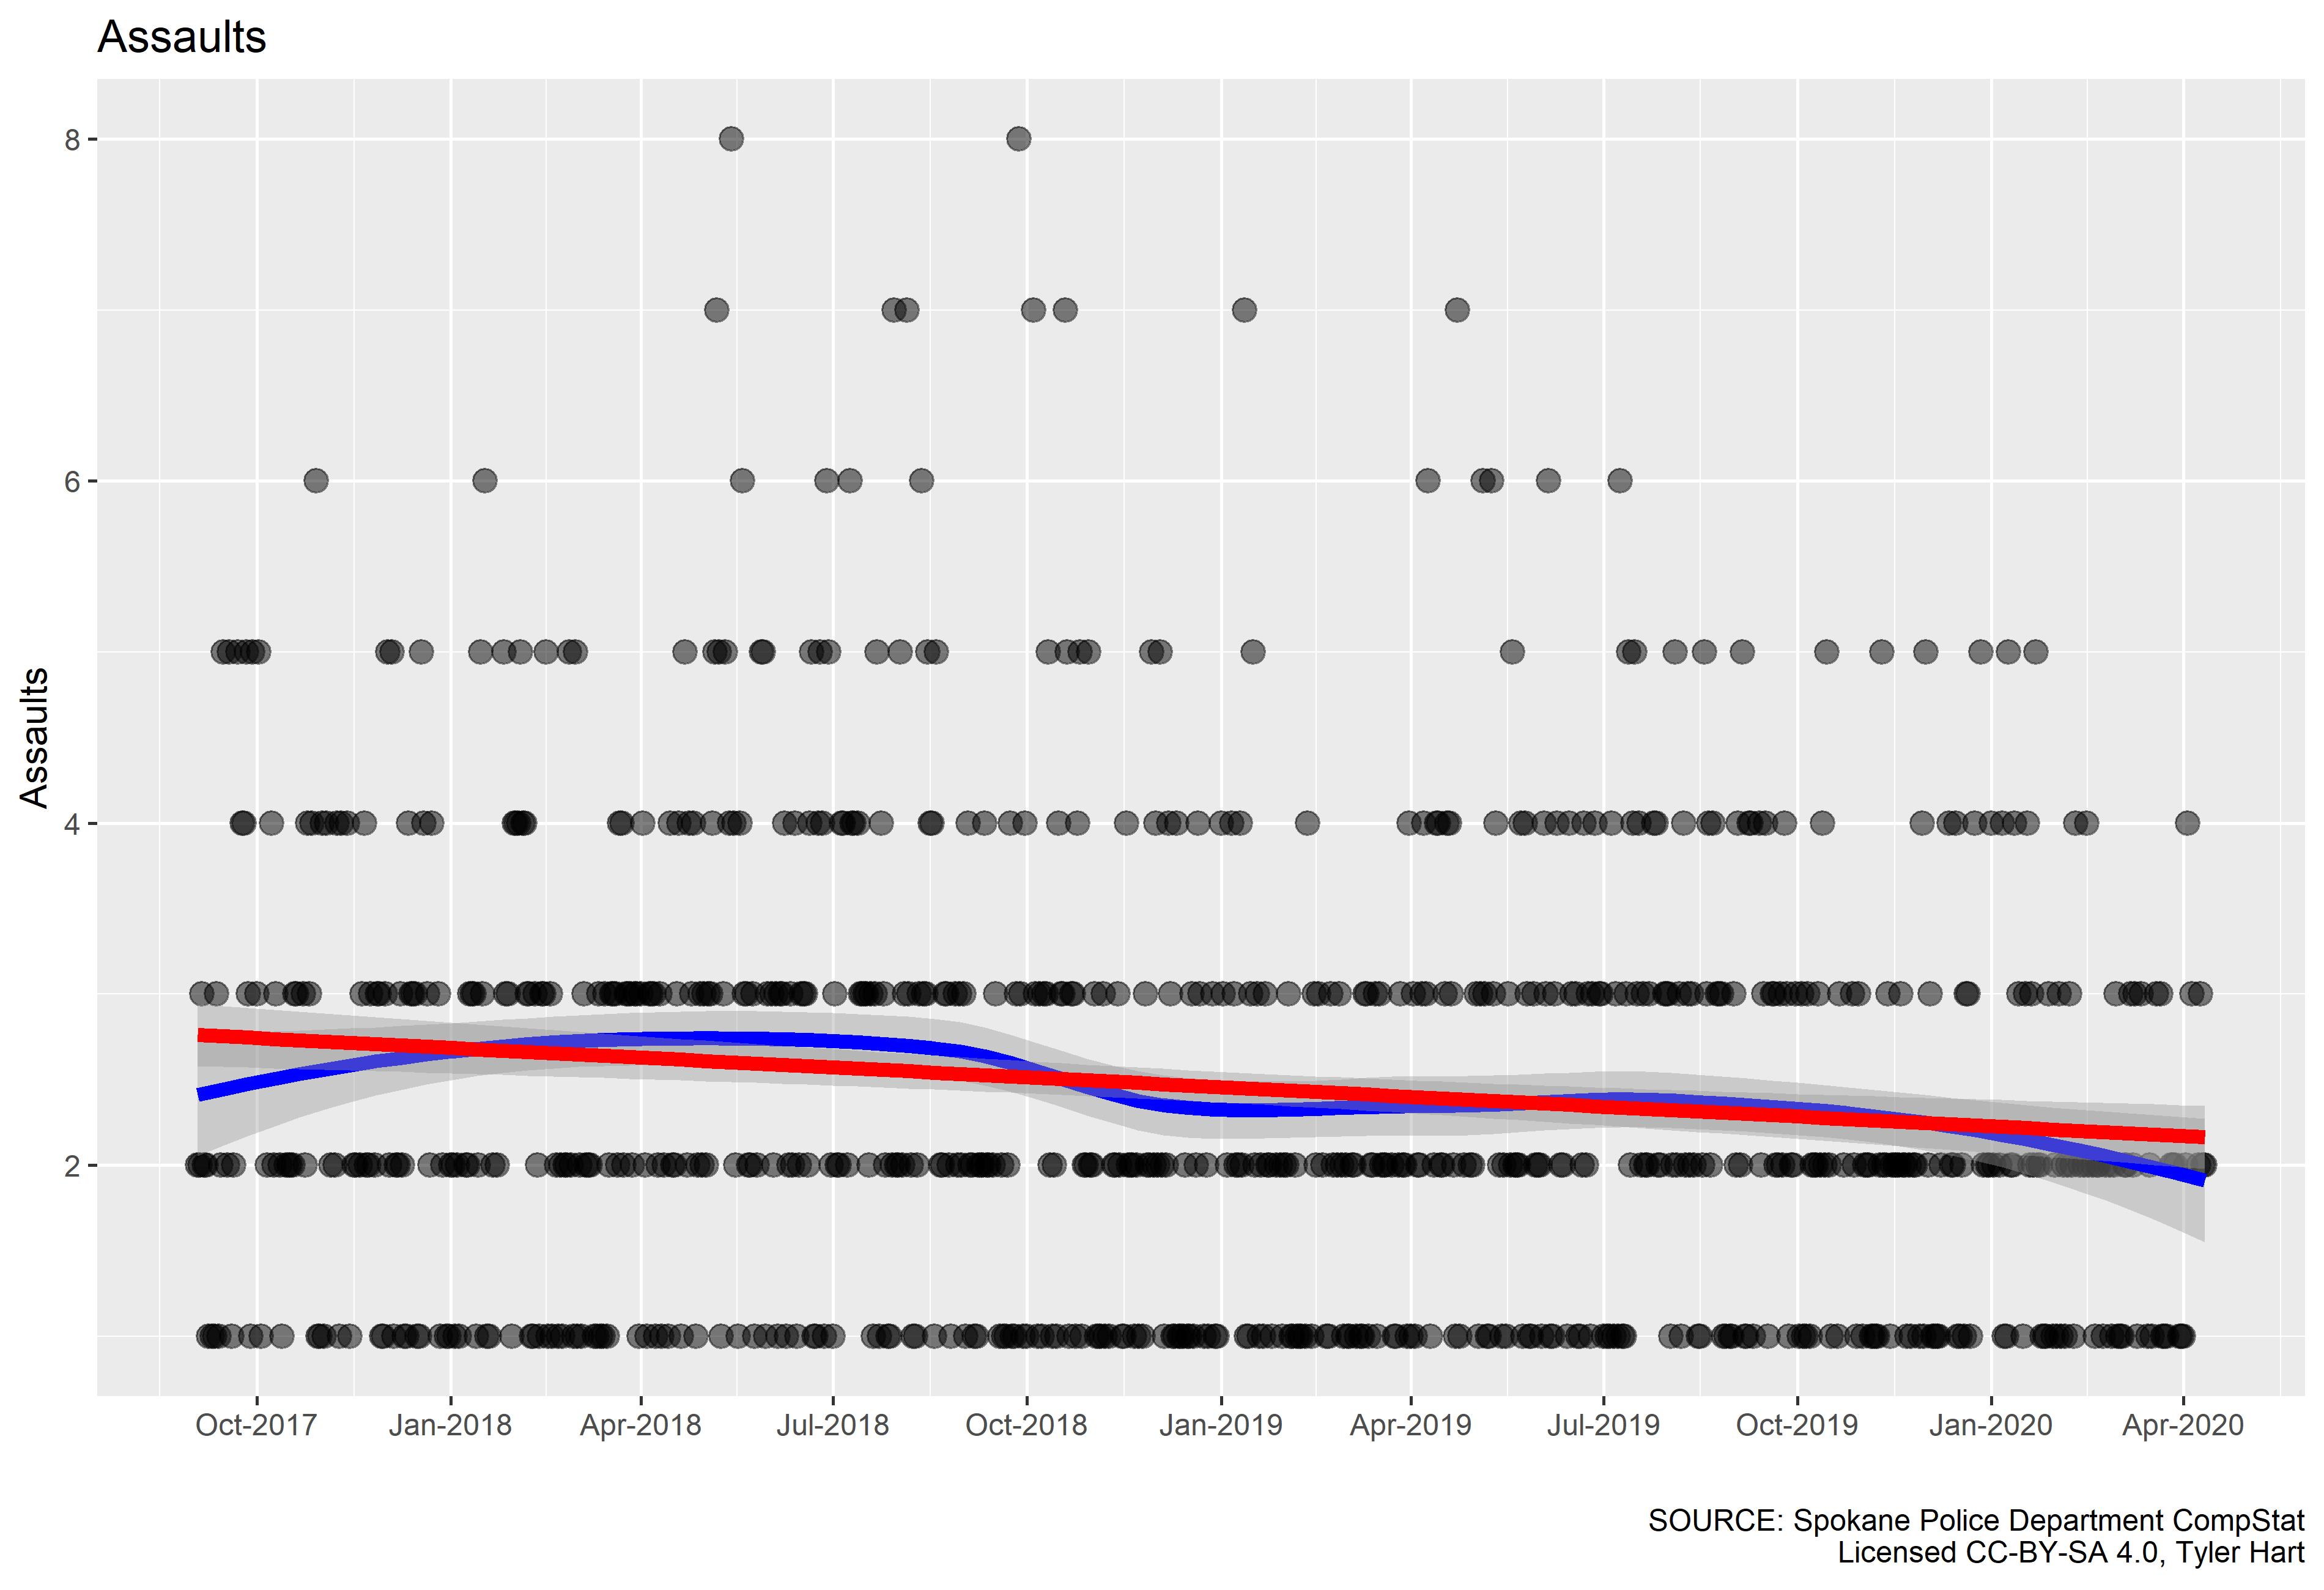 Assaults
8
6
4
2
Assaults
Oct-2017 Jan-2018 Apr-2018 Jul-2018 Oct-2018 Jan-2019 Apr-2019 Jul-2019 Oct-2019 Jan-2020 Apr-2020
SOURCE: Spokane Police Department CompStat
Licensed CC-BY-SA 4.0, Tyler Hart